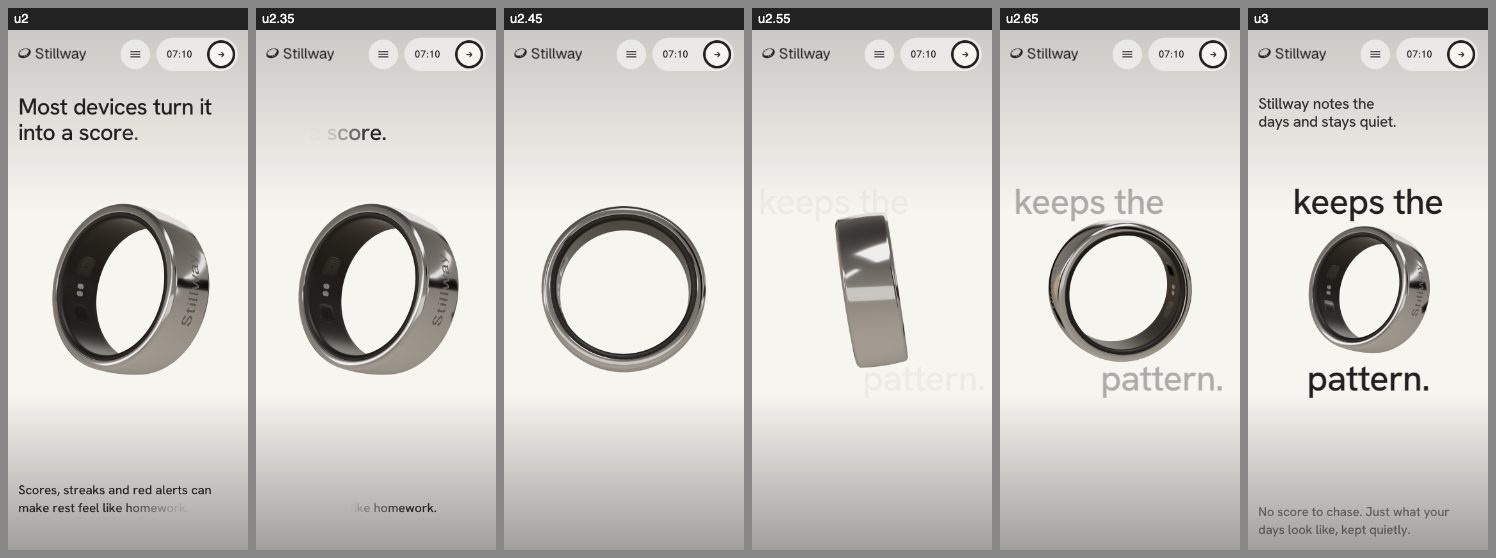 u2
Stillway
07:10
Most devices turn it
into a score.
Stillway
Scores, streaks and red alerts can
make rest feel like homework.
u2.35
Stillway
07:10
a score.
Stillway
like homework.
u2.45
Stillway
07:10
u2.55
Stillway
07:10
keeps the
pattern.
u2.65
Stillway
07:10
keeps the
pattern.
u3
Stillway
07:10
Stillway notes the
days and stays quiet.
keeps the
Stillway
pattern.
No score to chase. Just what your
days look like, kept quietly.